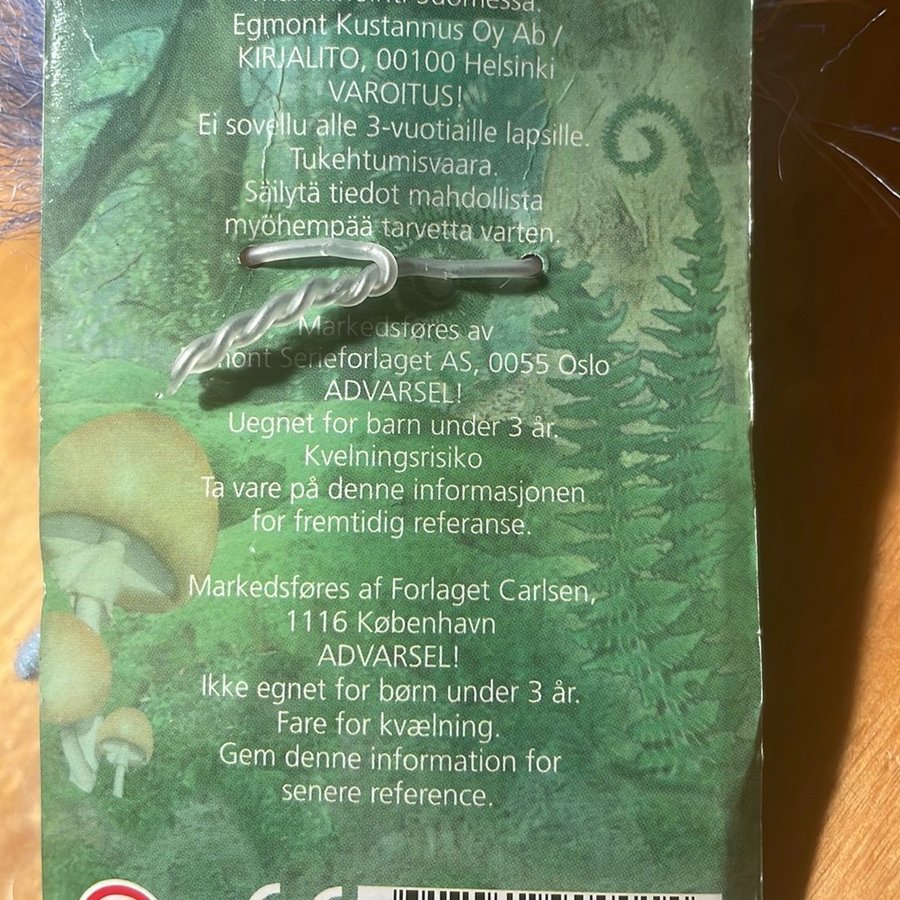 Suomessa.
Egmont Kustannus Oy Ab /
KIRJALITO, 00100 Helsinki
VAROITUS!
Ei sovellu alle 3-vuotiaille lapsille.
Tukehtumisvaara.
Säilytä tiedot mahdollista
myöhempää tarvetta varten.
Markedsføres av
Serieforlaget AS, 0055 Oslo
ADVARSEL!
Uegnet for barn under 3 år.
Kvelningsrisiko
Ta vare på denne informasjonen
for fremtidig referanse.
Markedsføres af Forlaget Carlsen,
1116 København
ADVARSEL!
Ikke egnet for børn under 3 år.
Fare for kvælning.
Gem denne information for
senere reference.